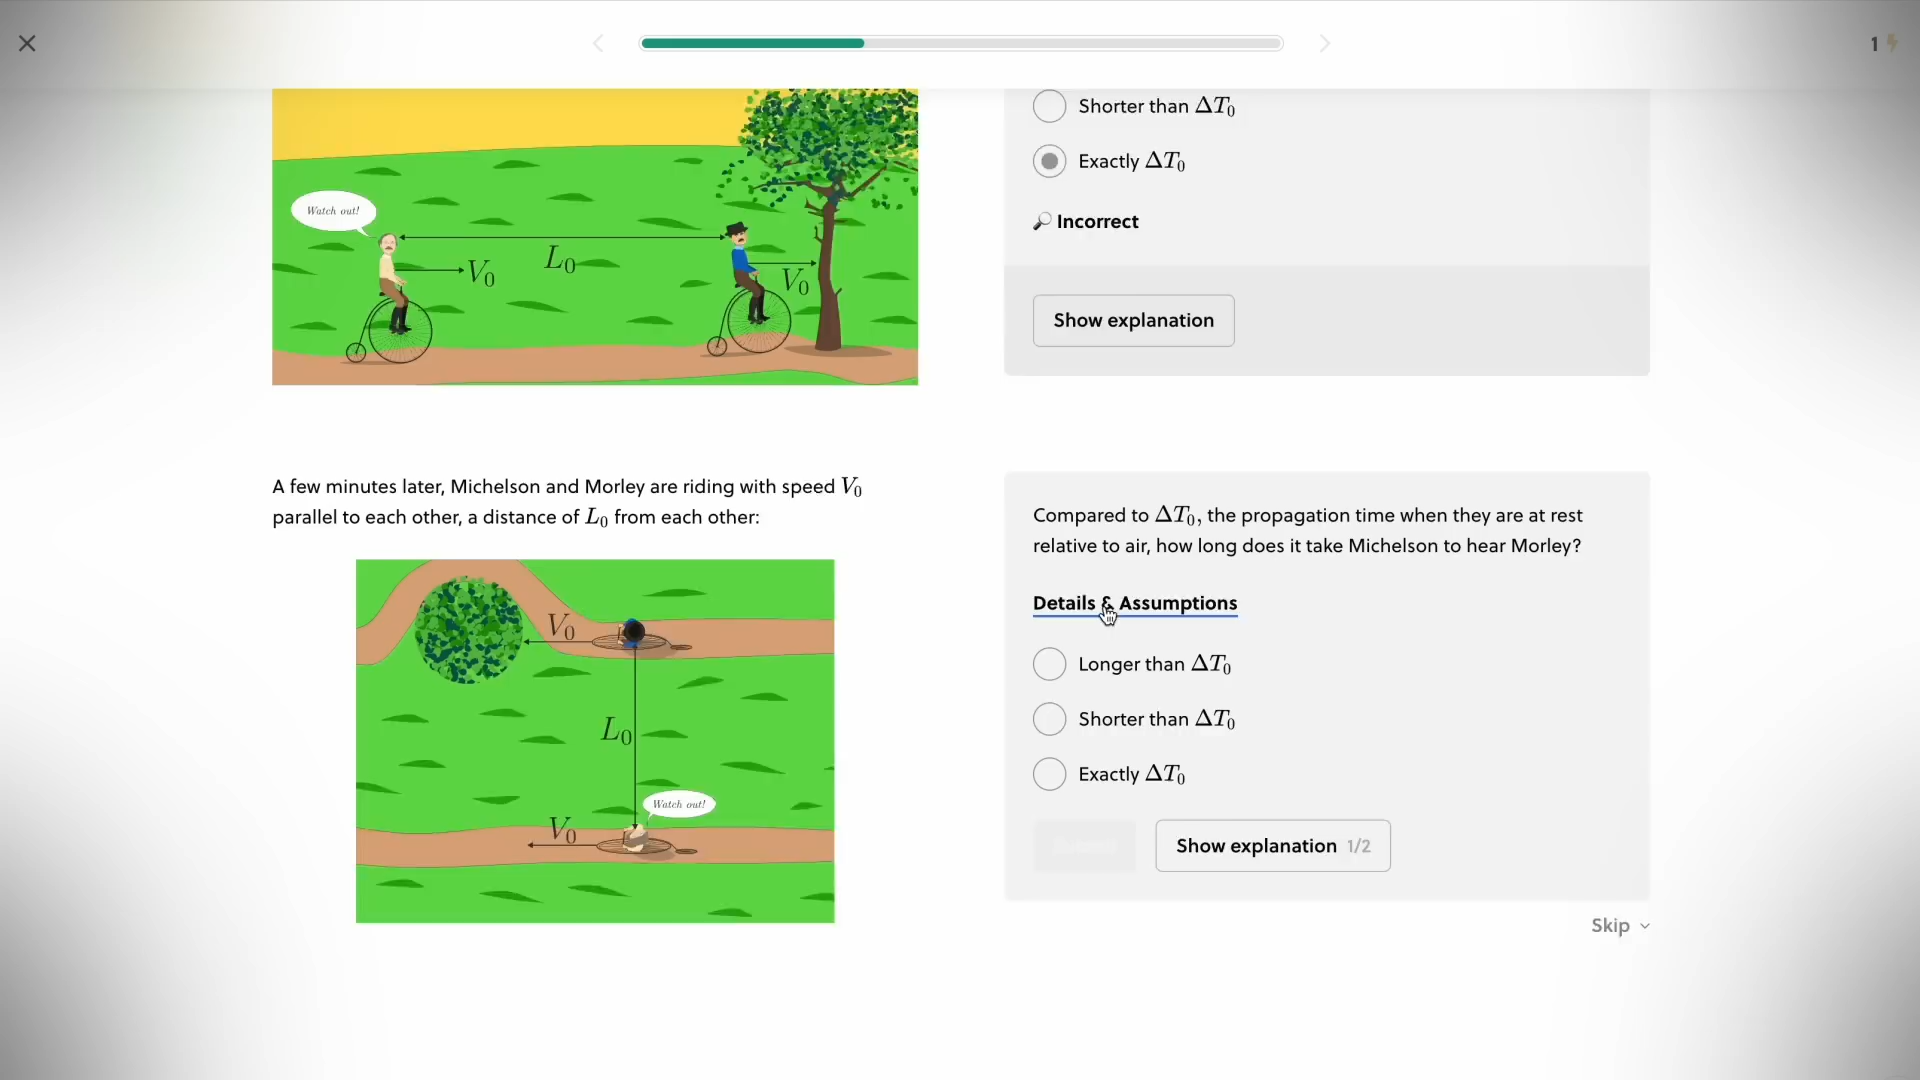 1
Shorter than ΔT₀
Exactly ΔT₀
Incorrect
Show explanation
Watch out!
V₀
L₀
V₀
A few minutes later, Michelson and Morley are riding with speed V₀
parallel to each other, a distance of L₀ from each other:
V₀
L₀
Watch out!
V₀
Compared to ΔT₀, the propagation time when they are at rest
relative to air, how long does it take Michelson to hear Morley?
Details & Assumptions
Longer than ΔT₀
Shorter than ΔT₀
Exactly ΔT₀
Show explanation 1/2
Skip